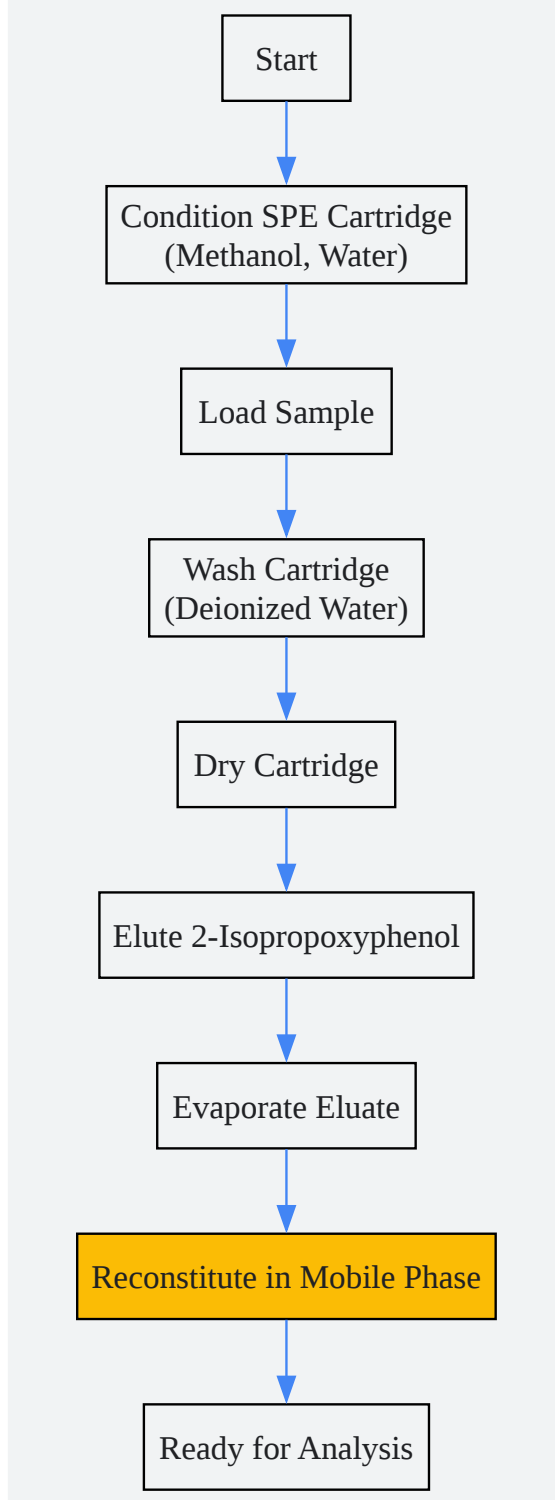 Start
Condition SPE Cartridge
(Methanol, Water)
Load Sample
Wash Cartridge
(Deionized Water)
Dry Cartridge
Elute 2-Isopropoxyphenol
Evaporate Eluate
Reconstitute in Mobile Phase
Ready for Analysis